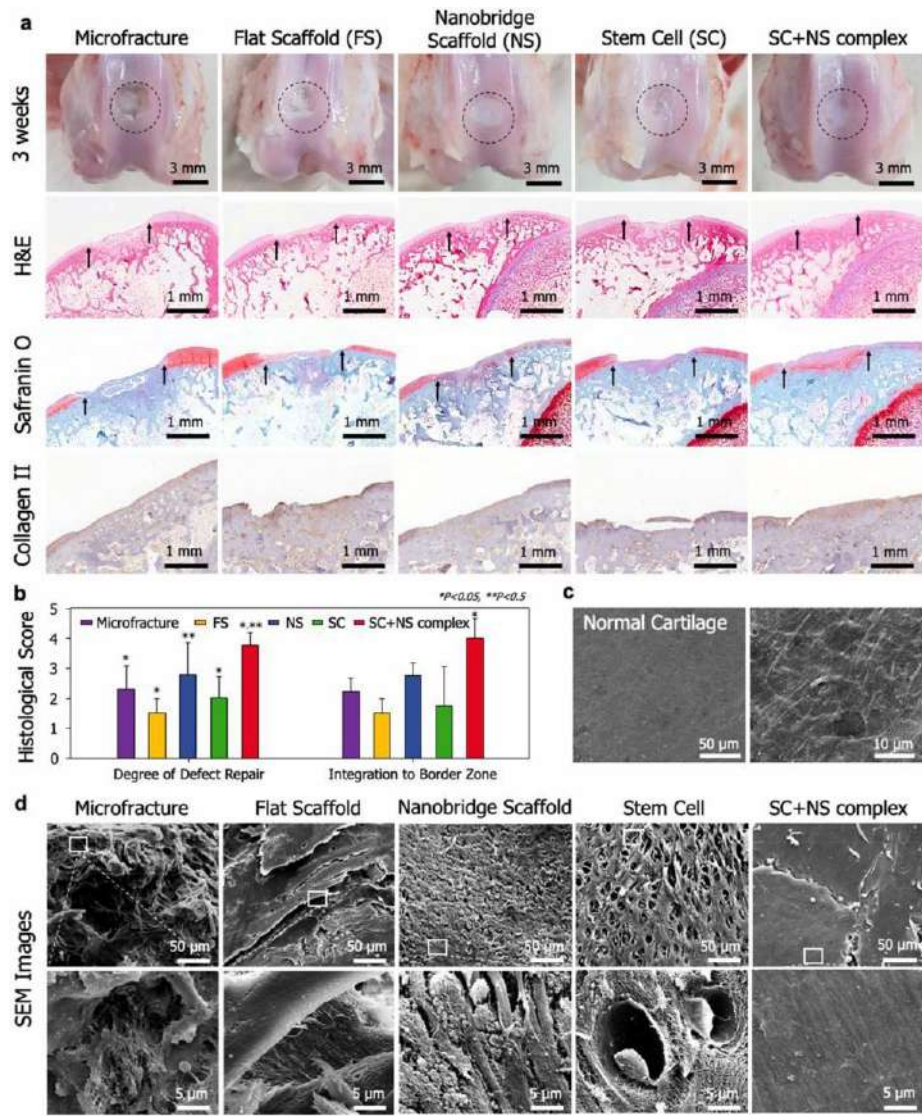 a
Microfracture
Flat Scaffold (FS)
Nanobridge
Scaffold (NS)
Stem Cell (SC)
SC+NS complex
3 weeks
3 mm
3 mm
3 mm
3 mm
3 mm
H&E
1 mm
1 mm
1 mm
1 mm
1 mm
Safranin O
1 mm
1 mm
1 mm
1 mm
1 mm
Collagen II
1 mm
1 mm
1 mm
1 mm
1 mm
b
*P<0.05, **P<0.5
Histological Score
5
4
3
2
1
0
Microfracture
FS
NS
SC
SC+NS complex
*
*
**
*
*,**
*
Degree of Defect Repair
Integration to Border Zone
c
Normal Cartilage
50 μm
10 μm
d
Microfracture
Flat Scaffold
Nanobridge Scaffold
Stem Cell
SC+NS complex
SEM Images
50 μm
50 μm
50 μm
50 μm
50 μm
5 μm
5 μm
5 μm
5 μm
5 μm